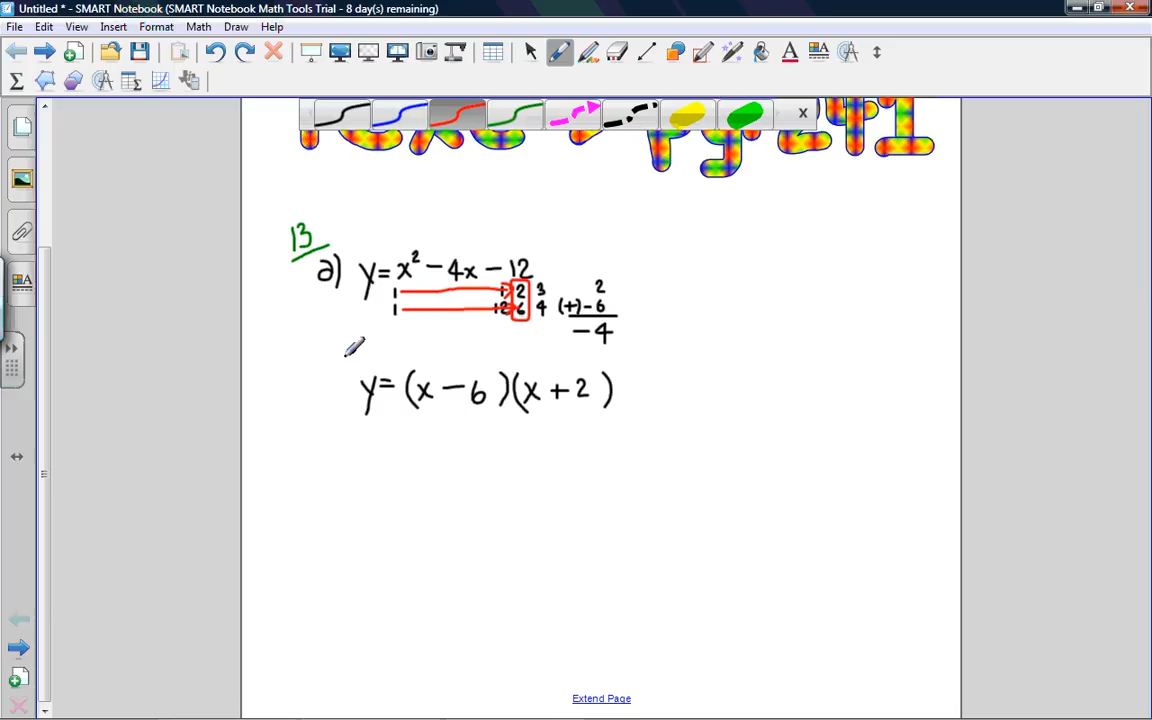 Untitled * - SMART Notebook (SMART Notebook Math Tools Trial - 8 day(s) remaining)
File Edit View Insert Format Math Draw Help
13
a) y = x² - 4x - 12
1 1 2 3 2
1 12 6 4 (+) - 6
- 4
y = (x - 6)(x + 2)
Extend Page